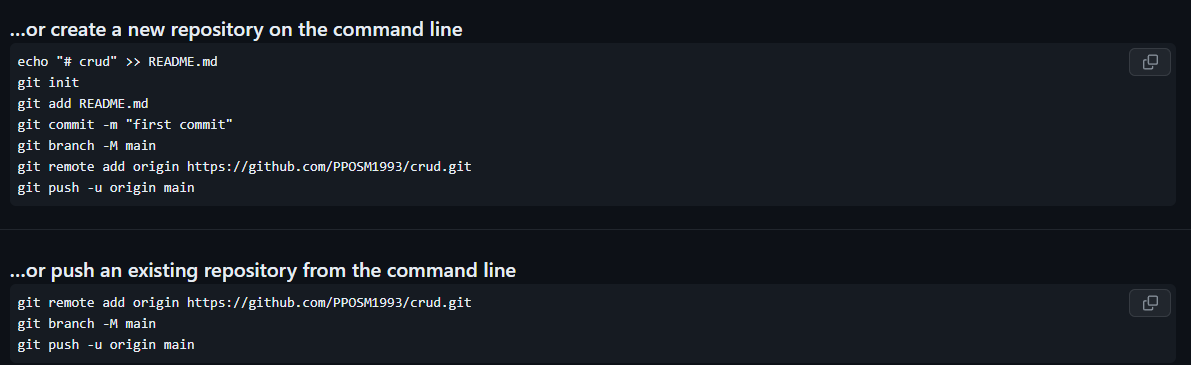 ...or create a new repository on the command line
echo "# crud" >> README.md
git init
git add README.md
git commit -m "first commit"
git branch -M main
git remote add origin https://github.com/PPOSM1993/crud.git
git push -u origin main
...or push an existing repository from the command line
git remote add origin https://github.com/PPOSM1993/crud.git
git branch -M main
git push -u origin main